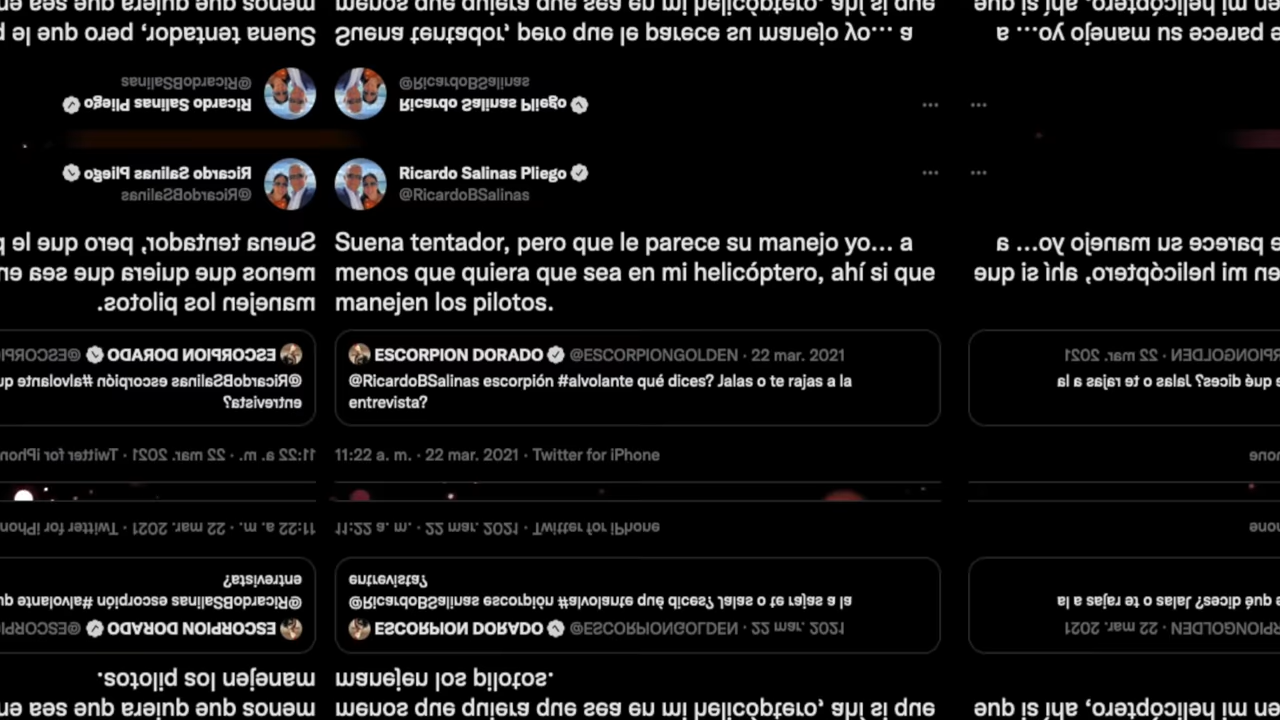 Ricardo Salinas Pliego
@RicardoBSalinas
Suena tentador, pero que le parece su manejo yo... a
menos que quiera que sea en mi helicóptero, ahí si que
manejen los pilotos.
ESCORPION DORADO @ESCORPIONGOLDEN · 22 mar. 2021
@RicardoBSalinas escorpión #alvolante qué dices? Jalas o te rajas a la
entrevista?
11:22 a. m. · 22 mar. 2021 · Twitter for iPhone